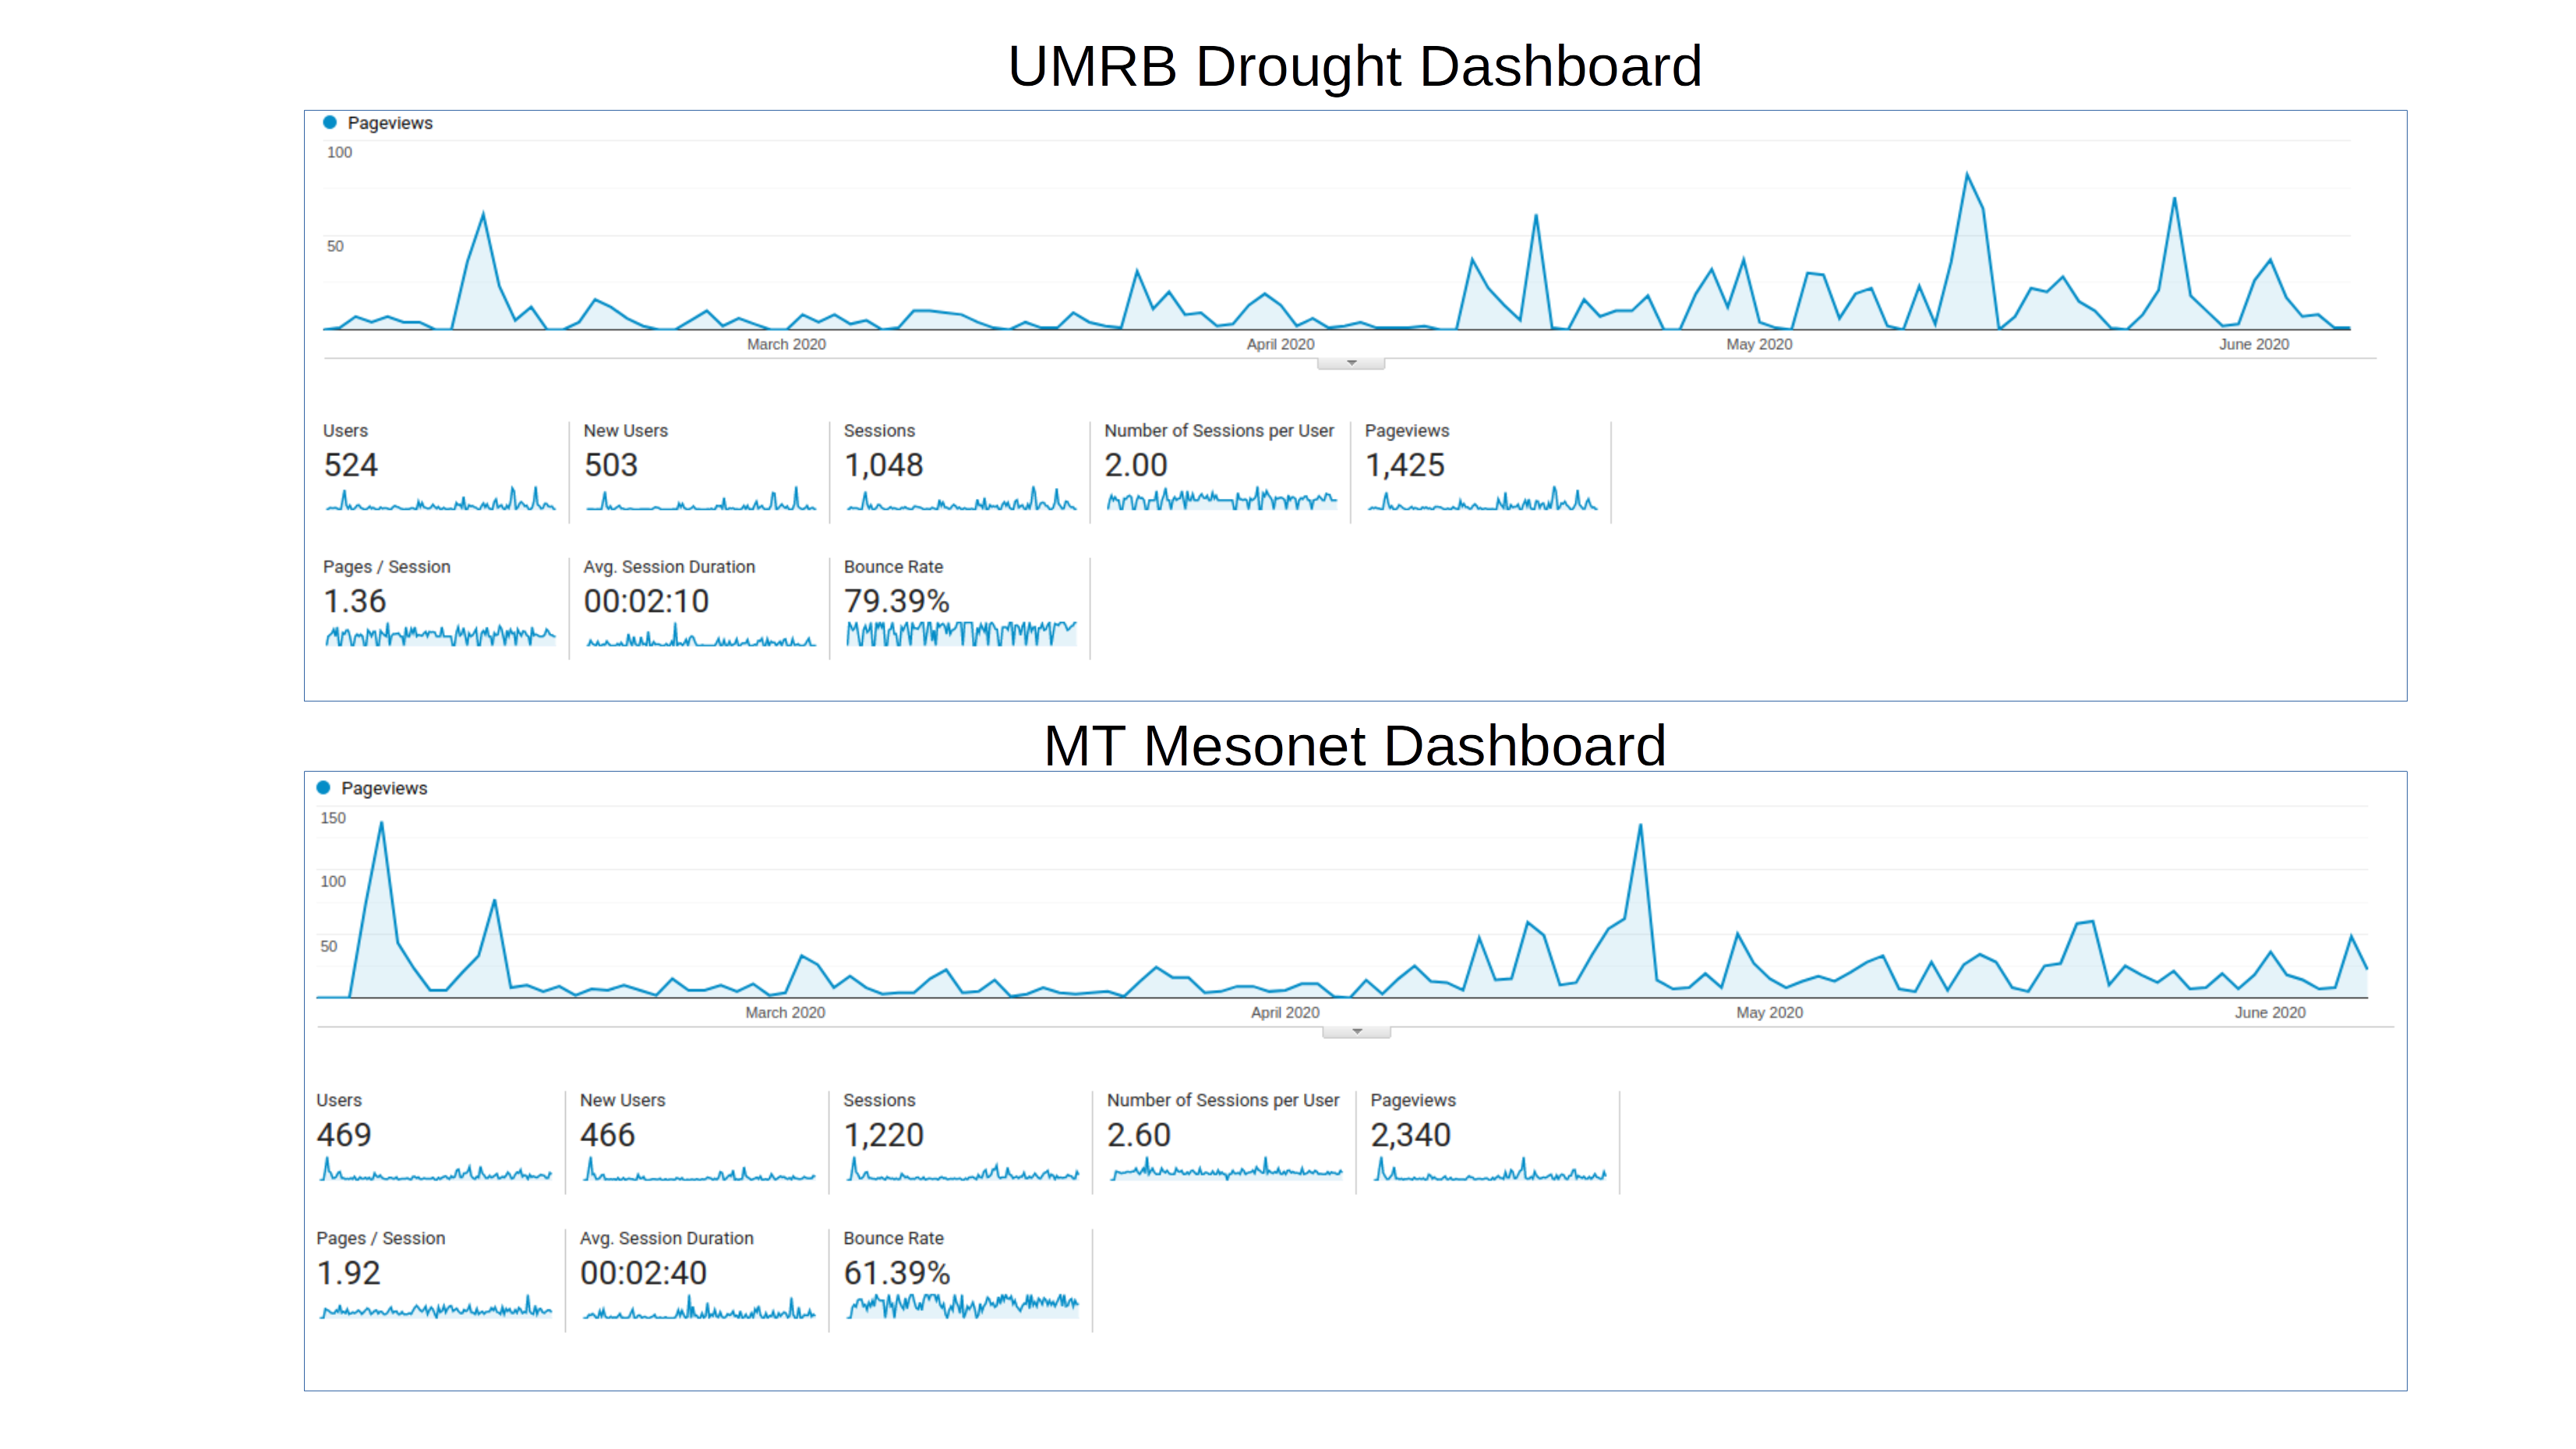 UMRB Drought Dashboard
Pageviews
100
50
March 2020 April 2020 May 2020 June 2020
Users New Users Sessions Number of Sessions per User Pageviews
524 503 1,048 2.00 1,425
Pages / Session Avg. Session Duration Bounce Rate
1.36 00:02:10 79.39%
MT Mesonet Dashboard
Pageviews
150
100
50
March 2020 April 2020 May 2020 June 2020
Users New Users Sessions Number of Sessions per User Pageviews
469 466 1,220 2.60 2,340
Pages / Session Avg. Session Duration Bounce Rate
1.92 00:02:40 61.39%